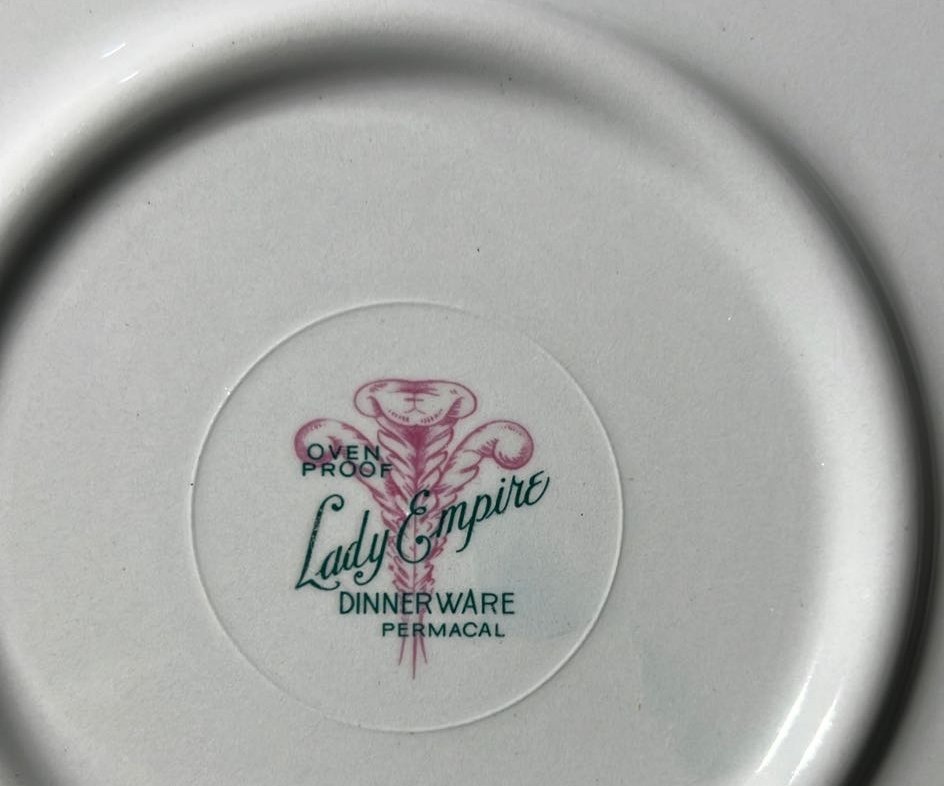 OVEN
PROOF
Lady Empire
DINNERWARE
PERMACAL